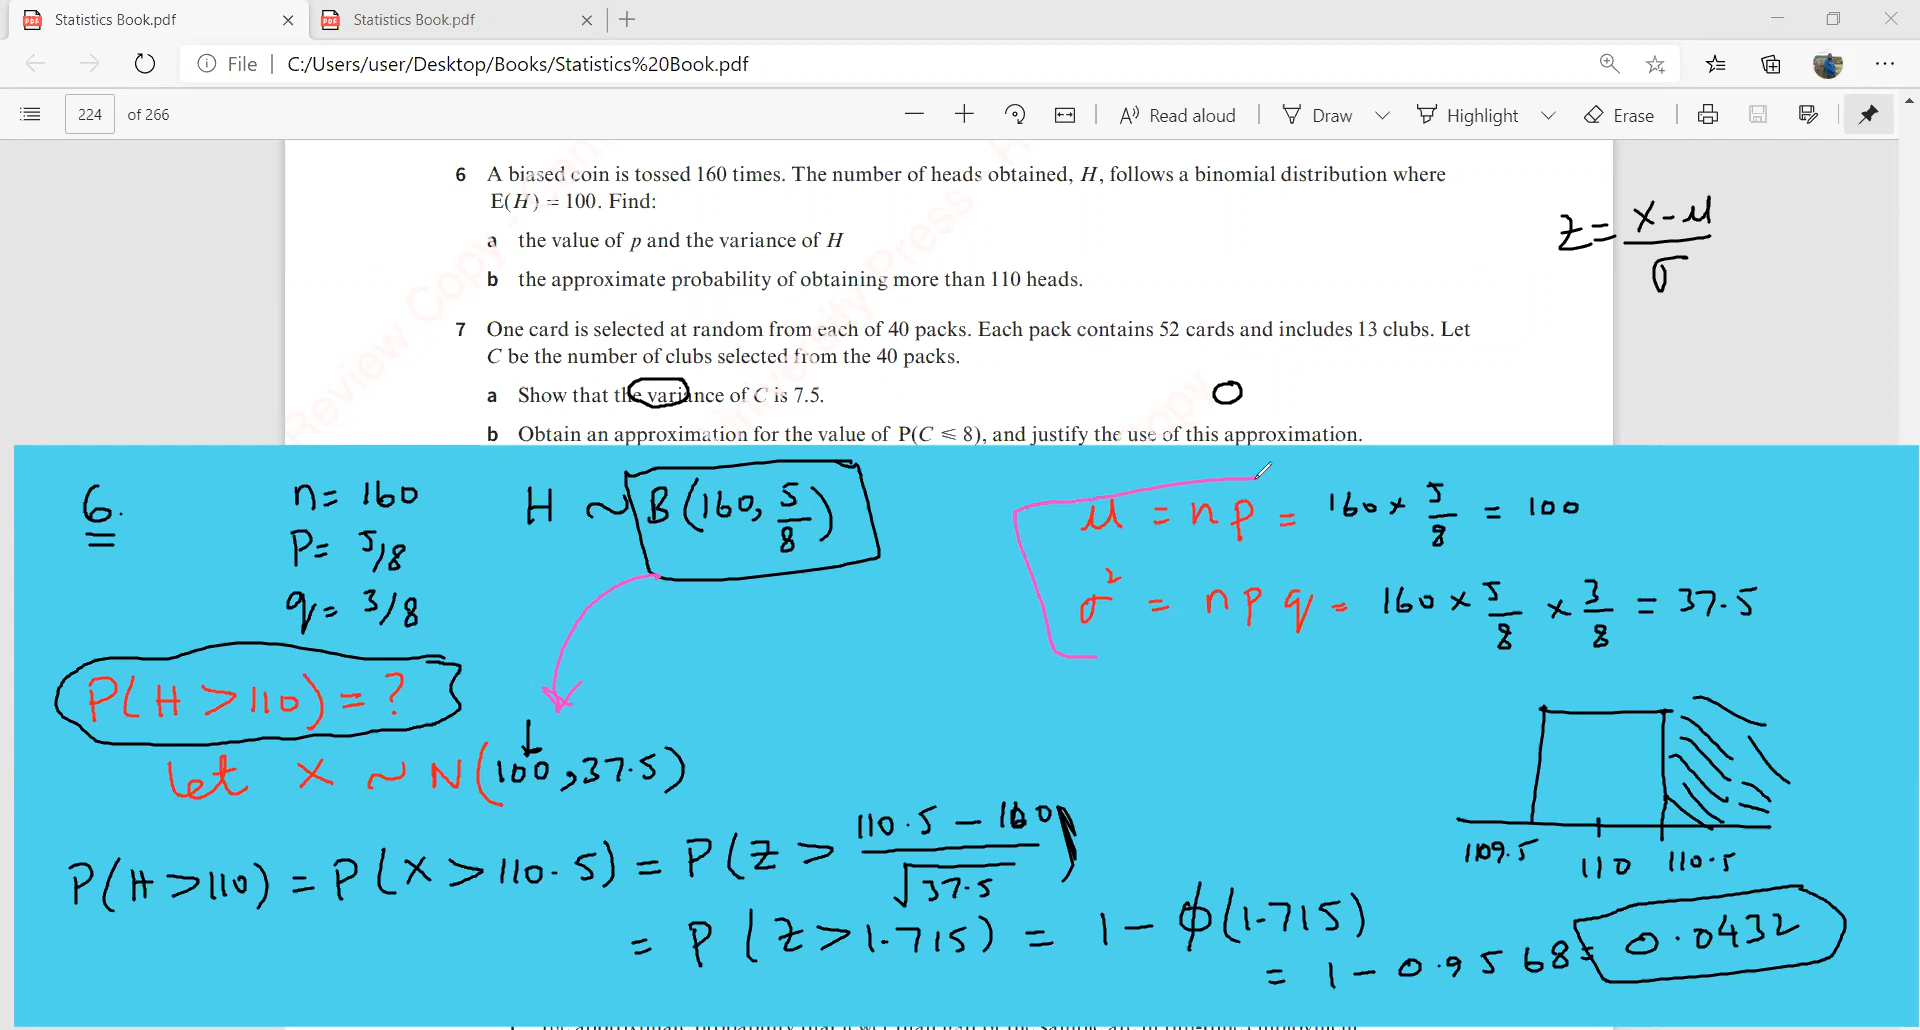 Statistics Book.pdf
Statistics Book.pdf
File
C:/Users/user/Desktop/Books/Statistics%20Book.pdf
224 of 266
Read aloud
Draw
Highlight
Erase
6 A biased coin is tossed 160 times. The number of heads obtained, H, follows a binomial distribution where
E(H) = 100. Find:
a the value of p and the variance of H
b the approximate probability of obtaining more than 110 heads.
7 One card is selected at random from each of 40 packs. Each pack contains 52 cards and includes 13 clubs. Let
C be the number of clubs selected from the 40 packs.
a Show that the variance of C is 7.5.
b Obtain an approximation for the value of P(C ⩽ 8), and justify the use of this approximation.
z = (x - μ)/σ
6.
n = 160
P = 5/8
q = 3/8
H ~ B(160, 5/8)
μ = np = 160 × 5/8 = 100
σ² = npq = 160 × 5/8 × 3/8 = 37.5
P(H > 110) = ?
let X ~ N(100, 37.5)
1109.5 110 110.5
P(H > 110) = P(X > 110.5) = P(Z > (110.5 - 100)/√37.5)
= P(Z > 1.715) = 1 - Φ(1.715)
= 1 - 0.9568 = 0.0432